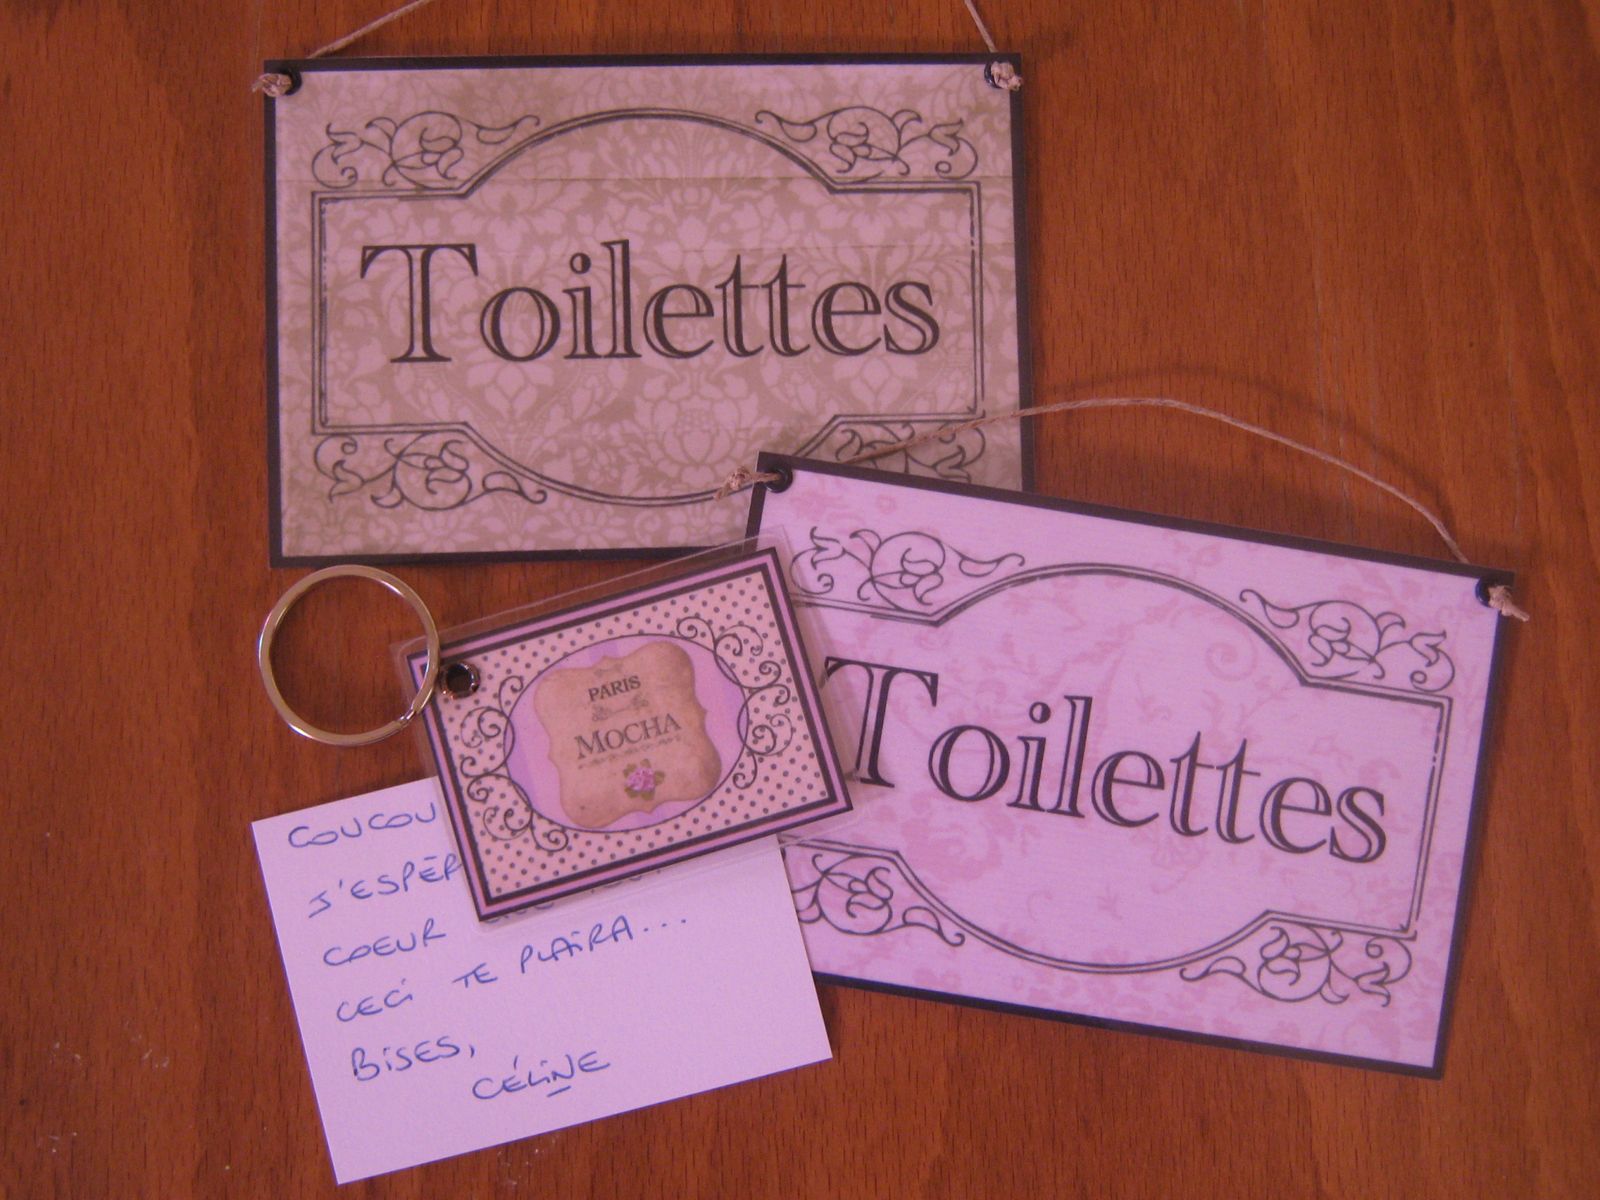 Toilettes
Toilettes
PARIS
MOCHA
COUCOU
J'ESPÈR
COEUR
CECI TE PLAIRA...
BISES,
CÉLINE